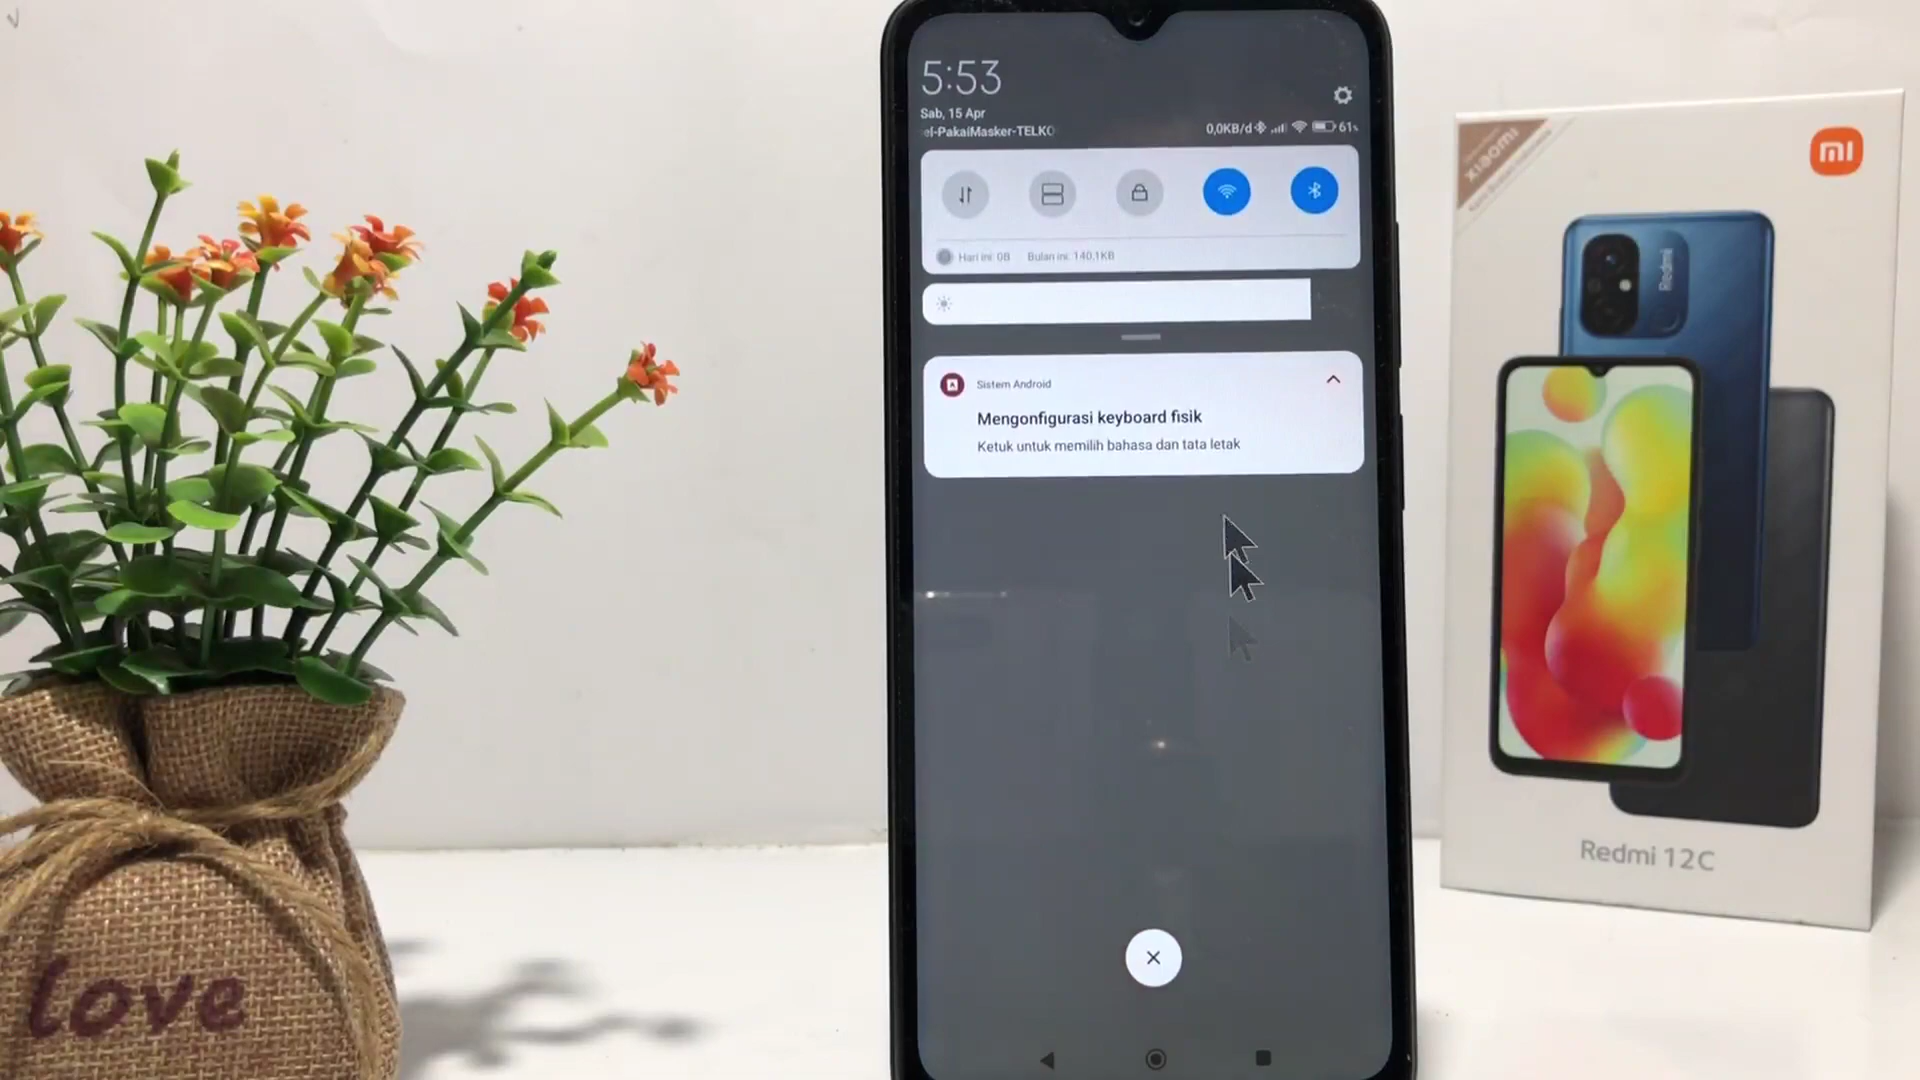 5:53
Sab, 15 Apr
el-PakaiMasker-TELKO
0,0KB/d
61%
Hari ini: 0B Bulan ini: 140,1KB
Sistem Android
Mengonfigurasi keyboard fisik
Ketuk untuk memilih bahasa dan tata letak
xiaomi
mi
Redmi
Redmi 12C
love